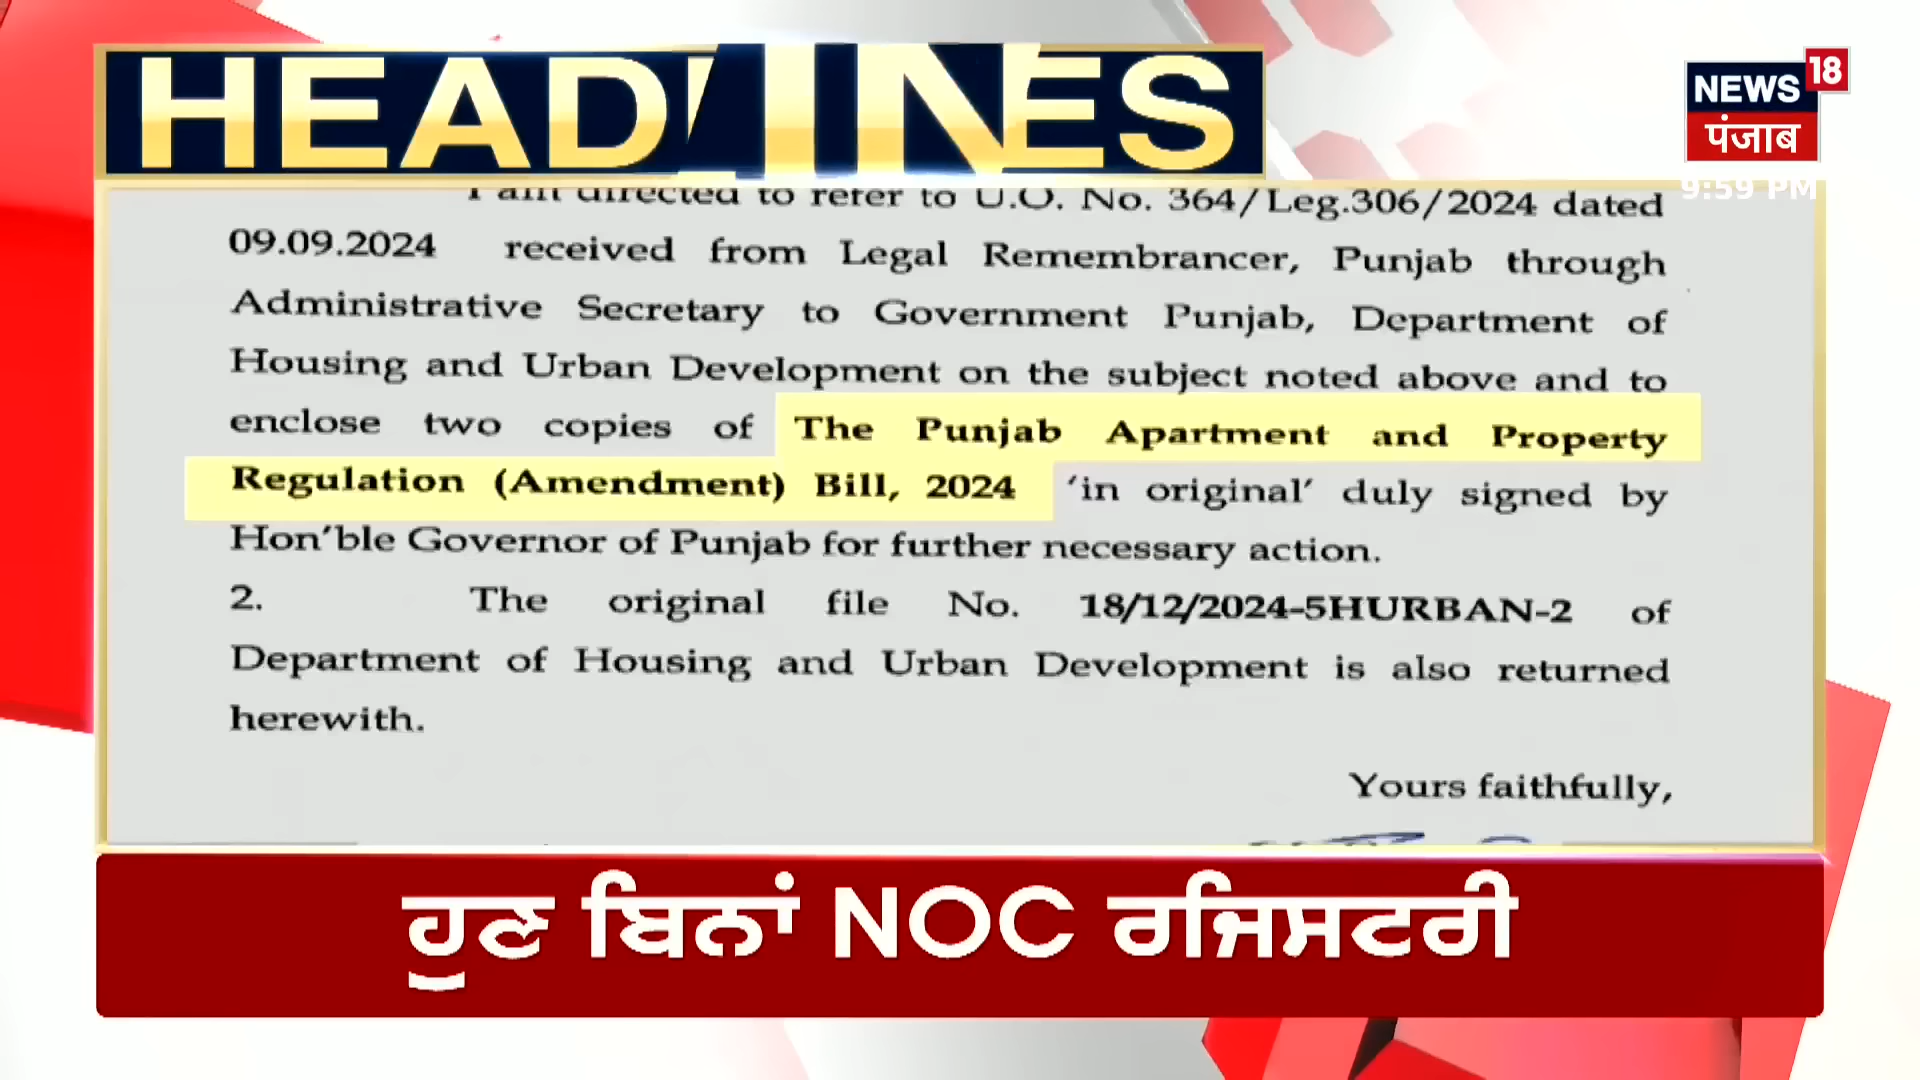 HEADLINES
NEWS 18
पंजाब
9:59 PM
I am directed to refer to U.O. No. 364/Leg.306/2024 dated
09.09.2024 received from Legal Remembrancer, Punjab through
Administrative Secretary to Government Punjab, Department of
Housing and Urban Development on the subject noted above and to
enclose two copies of The Punjab Apartment and Property
Regulation (Amendment) Bill, 2024 ‘in original’ duly signed by
Hon’ble Governor of Punjab for further necessary action.
2. The original file No. 18/12/2024-5HURBAN-2 of
Department of Housing and Urban Development is also returned
herewith.
Yours faithfully,
ਹੁਣ ਬਿਨਾਂ NOC ਰਜਿਸਟਰੀ